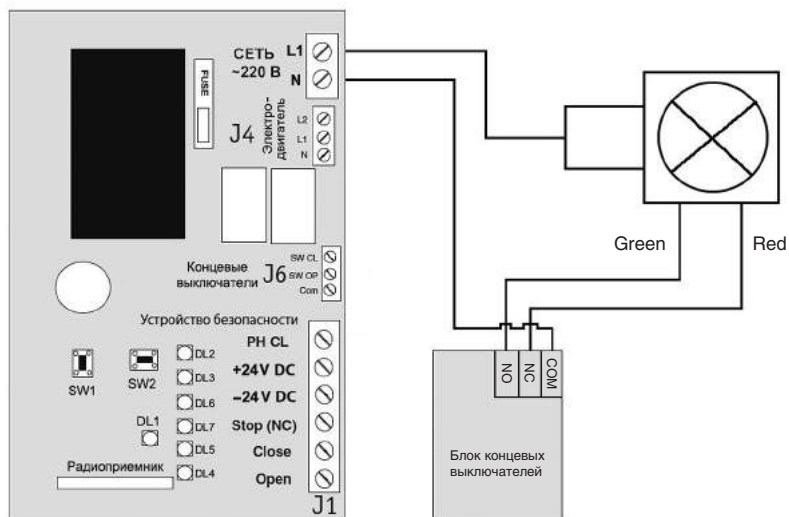 СЕТЬ L1
~220 В N
FUSE
J4
Электро-
двигатель
L2
L1
N
Green
Red
Концевые
выключатели
J6
SW CL
SW OP
Com
Устройство безопасности
PH CL
+24V DC
–24V DC
Stop (NC)
Close
Open
J1
SW1
SW2
DL2
DL3
DL6
DL7
DL5
DL4
DL1
Радиоприемник
NO
NC
COM
Блок концевых
выключателей